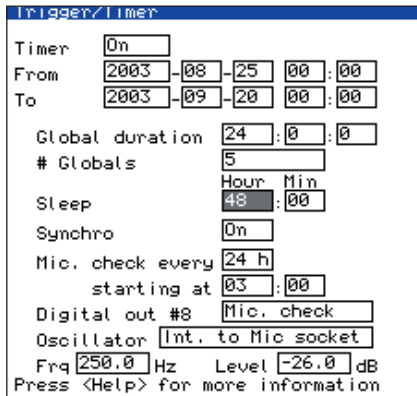 Trigger/Timer
Timer On
From 2003 -08 -25 00 : 00
To 2003 -09 -20 00 : 00
Global duration 24 : 0 : 0
# Globals 5
Hour Min
Sleep 48 : 00
Synchro On
Mic. check every 24 h
starting at 03 : 00
Digital out #8 Mic. check
Oscillator Int. to Mic socket
Frq 250.0 Hz Level -26.0 dB
Press <Help> for more information